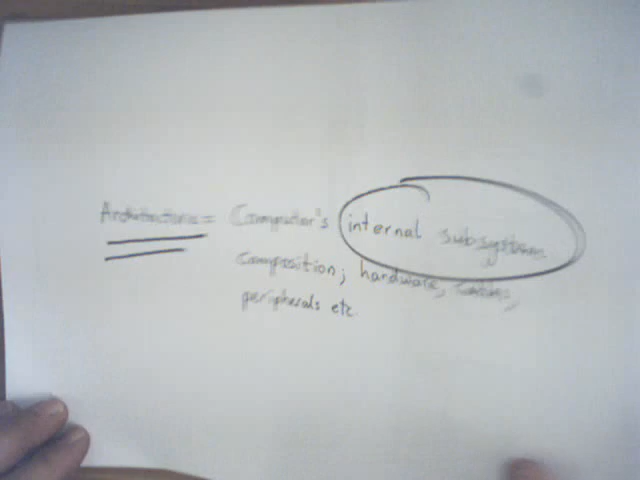 Architecture = Computer's internal subsystem
composition; hardware,
peripherals etc.